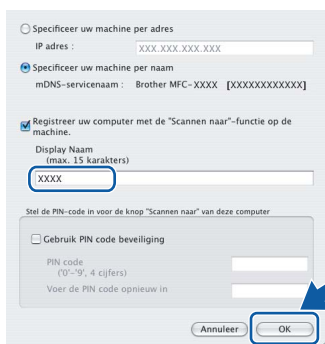 Specificeer uw machine per adres
IP adres :
XXX.XXX.XXX.XXX
Specificeer uw machine per naam
mDNS-servicenaam : Brother MFC-XXXX [XXXXXXXXXXXX]
Registreer uw computer met de "Scannen naar"-functie op de
machine.
Display Naam
(max. 15 karakters)
XXXX
Stel de PIN-code in voor de knop "Scannen naar" van deze computer
Gebruik PIN code beveiliging
PIN code
('0'-'9', 4 cijfers)
Voer de PIN code opnieuw in
Annuleer OK